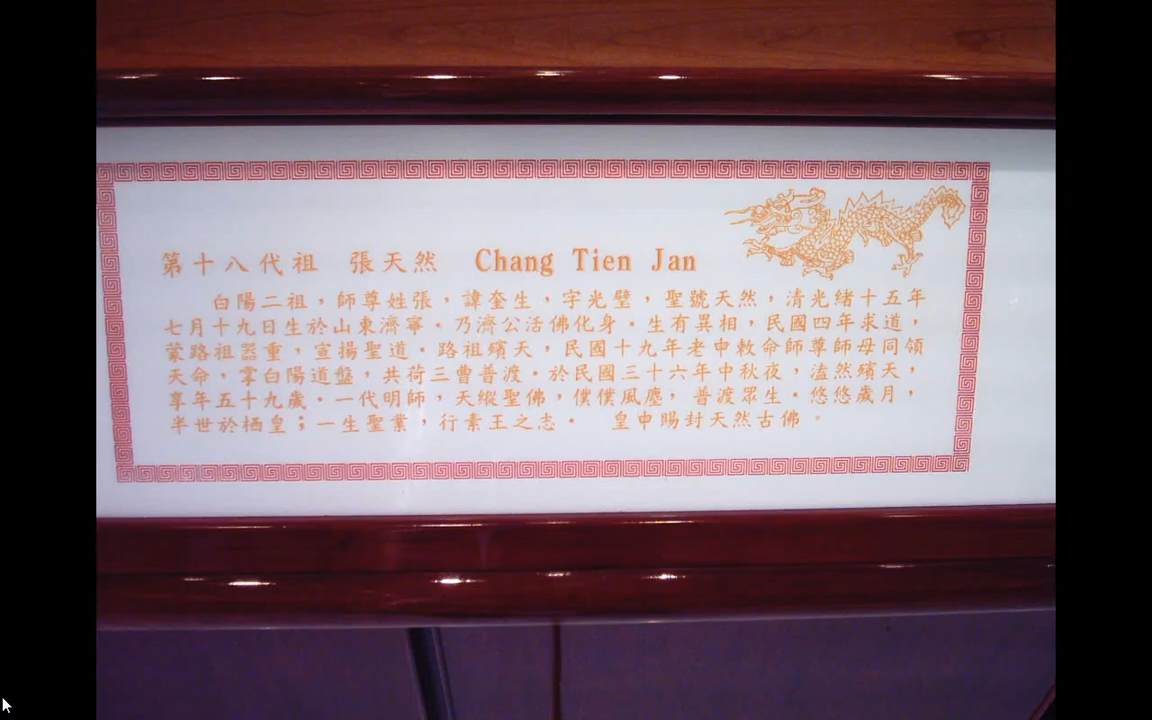 第十八代祖 張天然 Chang Tien Jan
白陽二祖，師尊姓張，諱奎生，字光璧，聖號天然，清光緒十五年
七月十九日生於山東濟寧。乃濟公活佛化身。生有異相，民國四年求道，
蒙路祖器重，宣揚聖道。路祖殯天，民國十九年老申敕命師尊師母同領
天命，掌白陽道盤，共荷三曹普渡。於民國三十六年中秋夜，溘然殯天，
享年五十九歲。一代明師，天縱聖佛，僕僕風塵，普渡眾生。悠悠歲月，
半世於栖皇；一生聖業，行素王之志。 皇申賜封天然古佛。